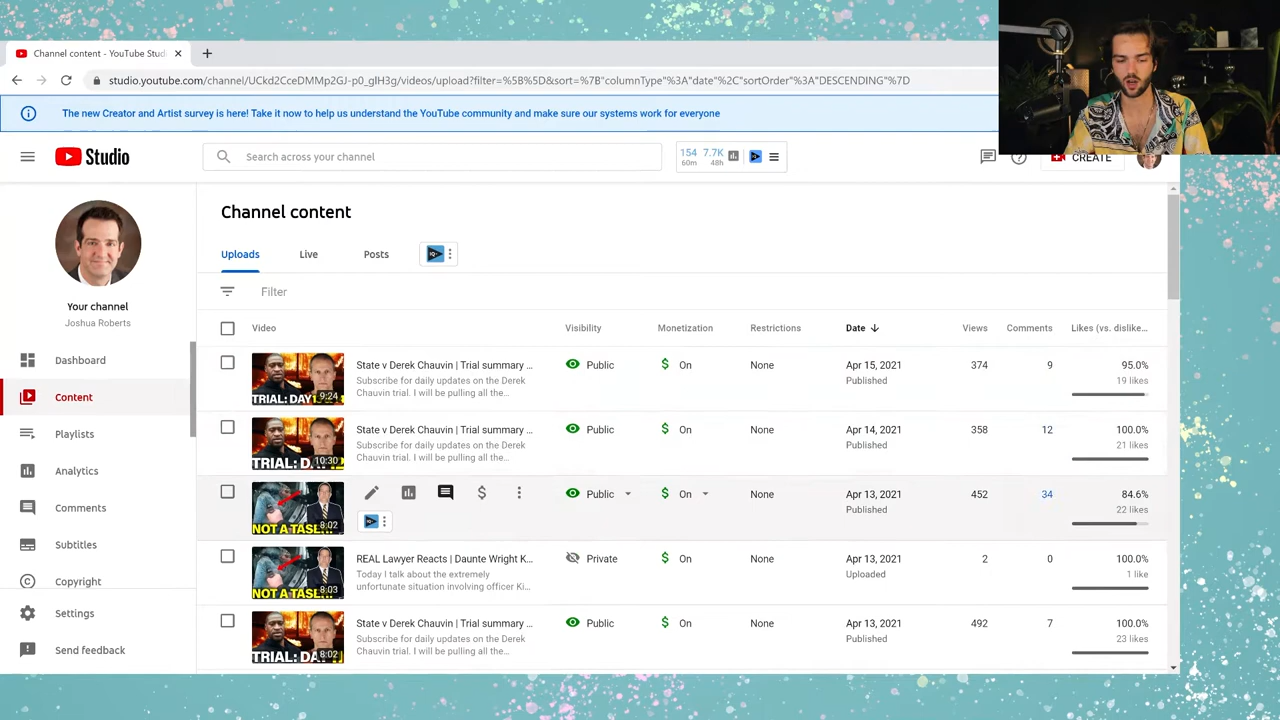 Channel content - YouTube Studi
studio.youtube.com/channel/UCkd2CceDMMp2GJ-p0_gIH3g/videos/upload?filter=%5B%5D&sort=%7B"columnType"%3A"date"%2C"sortOrder"%3A"DESCENDING"%7D
The new Creator and Artist survey is here! Take it now to help us understand the YouTube community and make sure our systems work for everyone
Studio
Search across your channel
154 7.7K
60m 48h
CREATE
Your channel
Joshua Roberts
Dashboard
Content
Playlists
Analytics
Comments
Subtitles
Copyright
Settings
Send feedback
Channel content
Uploads Live Posts
Filter
Video Visibility Monetization Restrictions Date Views Comments Likes (vs. dislike...
State v Derek Chauvin | Trial summary ... Public $ On None Apr 15, 2021 374 9 95.0%
Subscribe for daily updates on the Derek Published 19 likes
Chauvin trial. I will be pulling all the...
TRIAL: DAY 9:24
State v Derek Chauvin | Trial summary ... Public $ On None Apr 14, 2021 358 12 100.0%
Subscribe for daily updates on the Derek Published 21 likes
Chauvin trial. I will be pulling all the...
TRIAL: D 10:30
Public $ On None Apr 13, 2021 452 34 84.6%
Published 22 likes
NOT A TAS... 8:02
REAL Lawyer Reacts | Daunte Wright K... Private $ On None Apr 13, 2021 2 0 100.0%
Today I talk about the extremely Uploaded 1 like
unfortunate situation involving officer Ki...
NOT A TAS... 8:03
State v Derek Chauvin | Trial summary ... Public $ On None Apr 13, 2021 492 7 100.0%
Subscribe for daily updates on the Derek Published 23 likes
Chauvin trial. I will be pulling all the...
TRIAL: DA 8:02